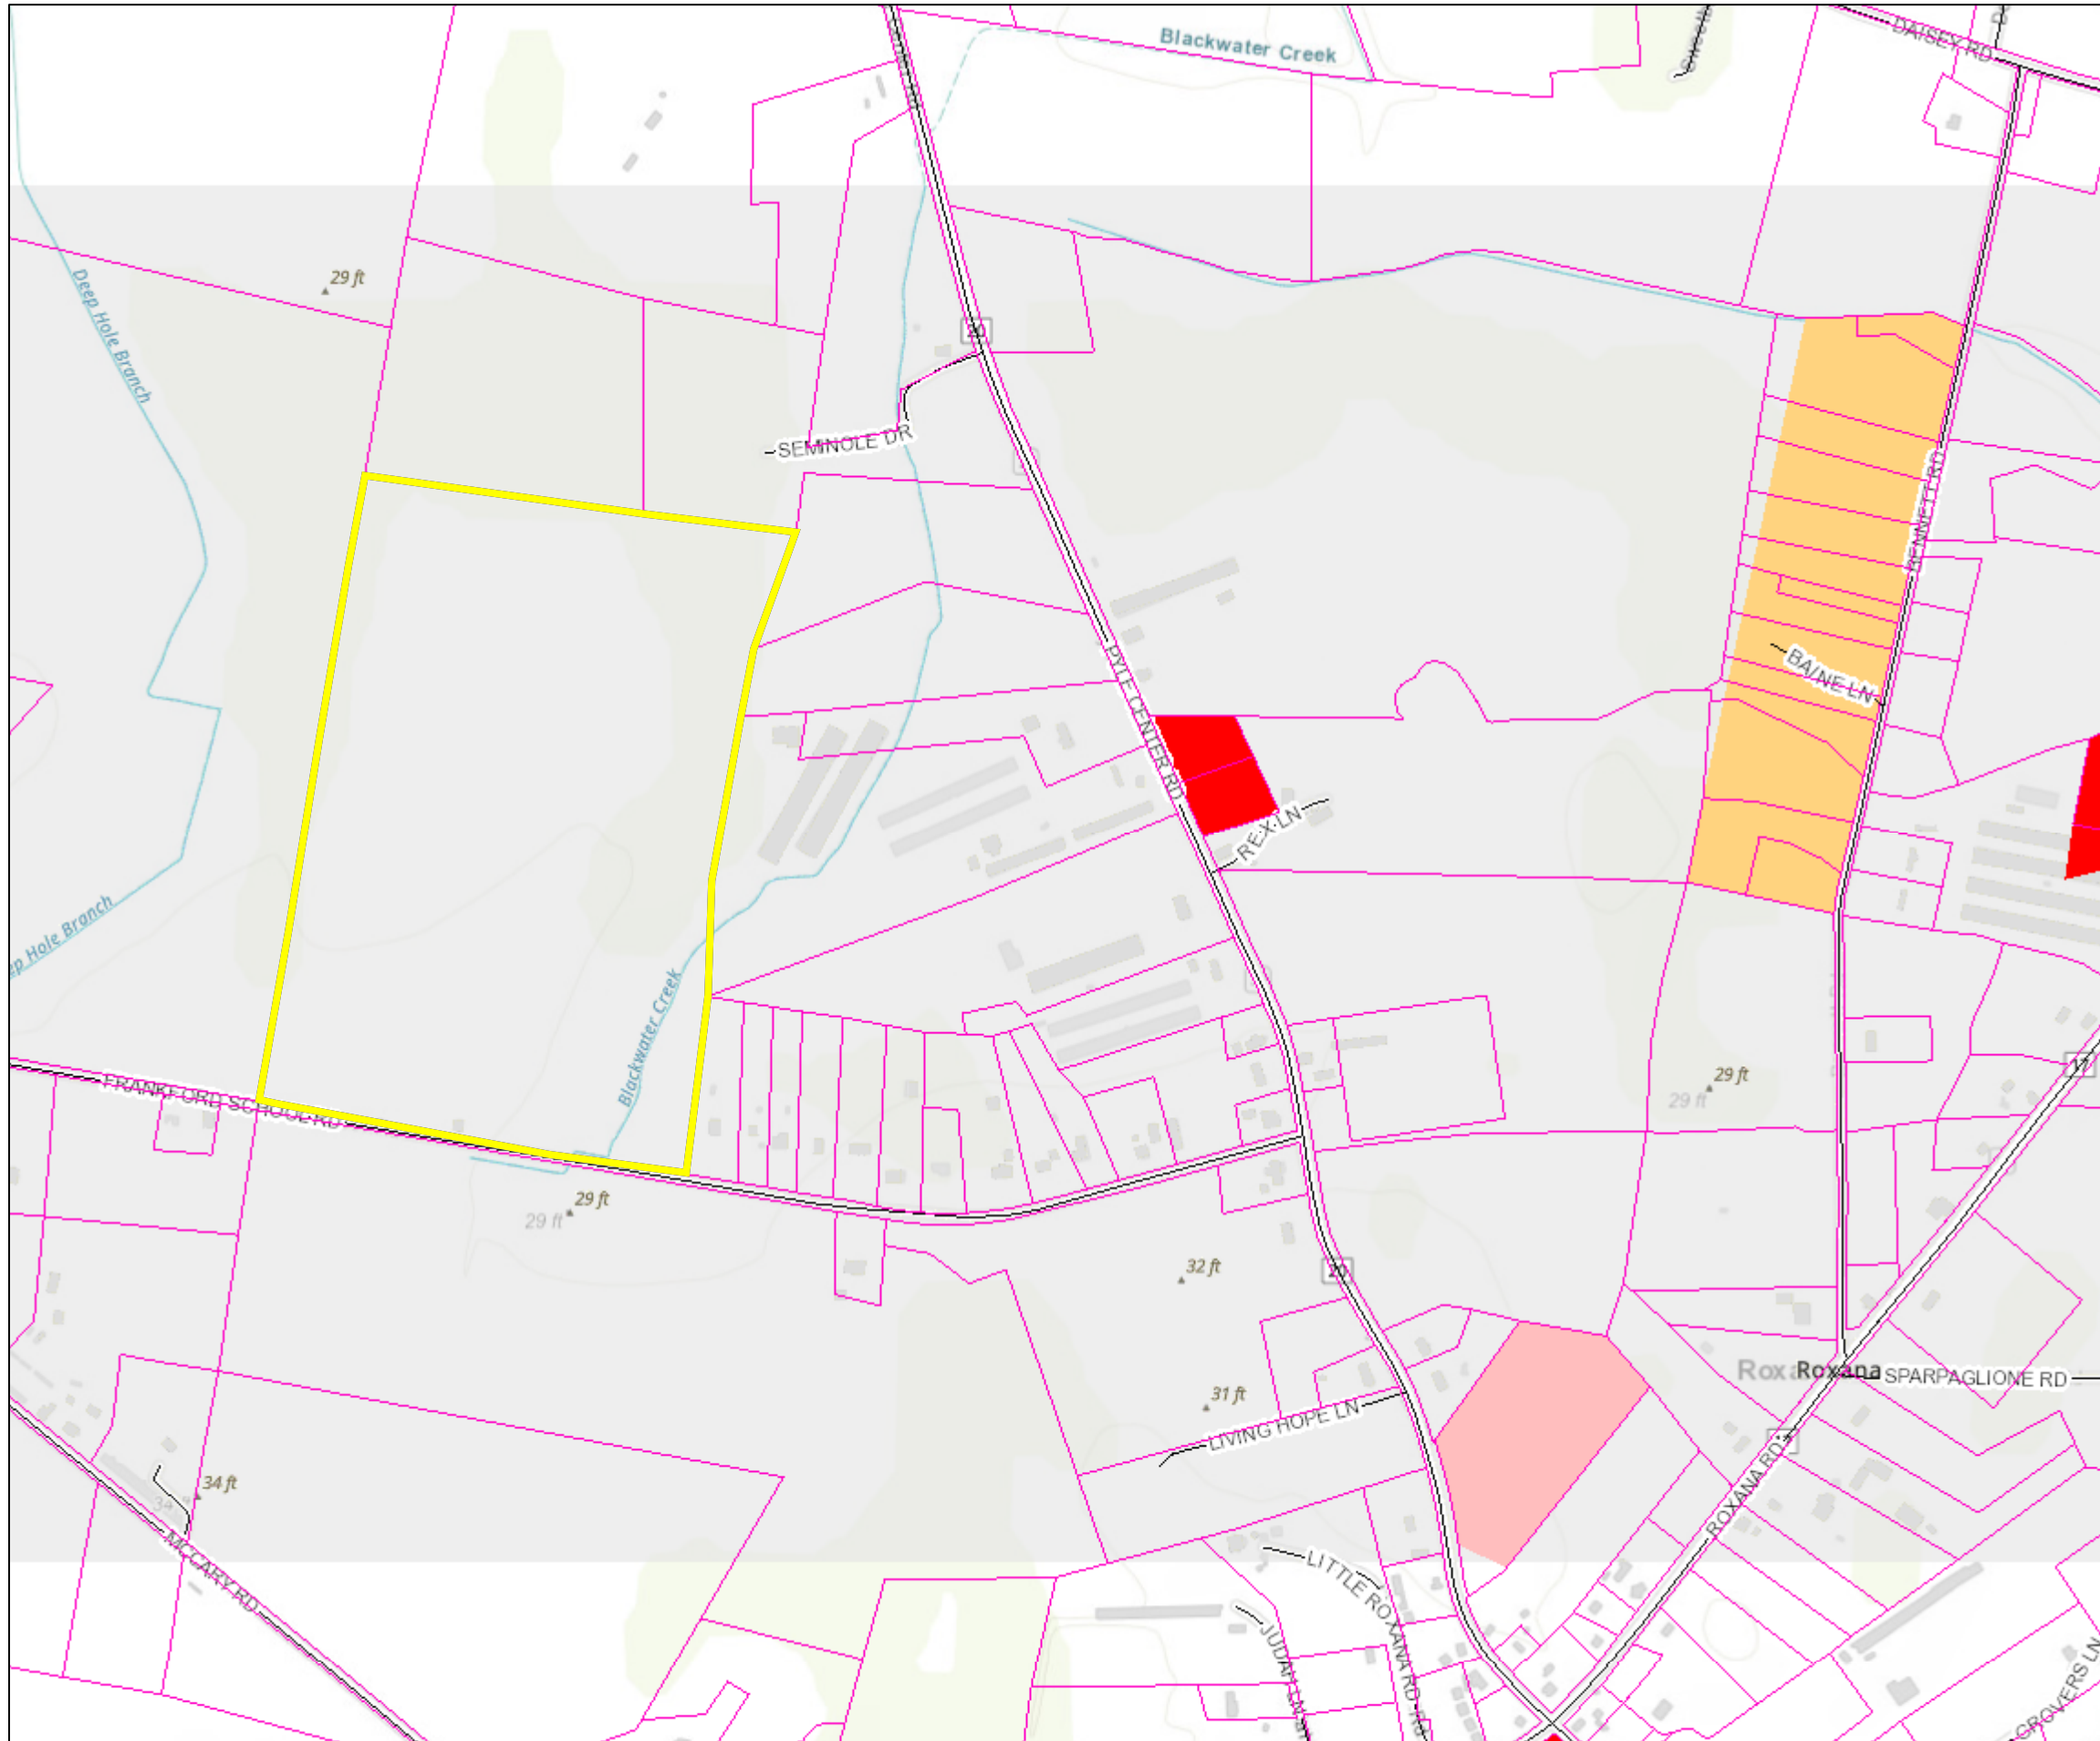 Blackwater Creek
DAISEY RD
Deep Hole Branch
29 ft
20
SEMINOLE DR
BENNETT RD
PYLE CENTER RD
BAINE LN
REX LN
ep Hole Branch
Blackwater Creek
FRANKFORD SCHOOL RD
29 ft
29 ft
17
29 ft
29 ft
32 ft
20
Roxana
SPARPAGLIONE RD
31 ft
LIVING HOPE LN
ROXANA RD
34 ft
34
MCCARY RD
LITTLE ROXANA RD
JUDAH LN
GROVERS LN